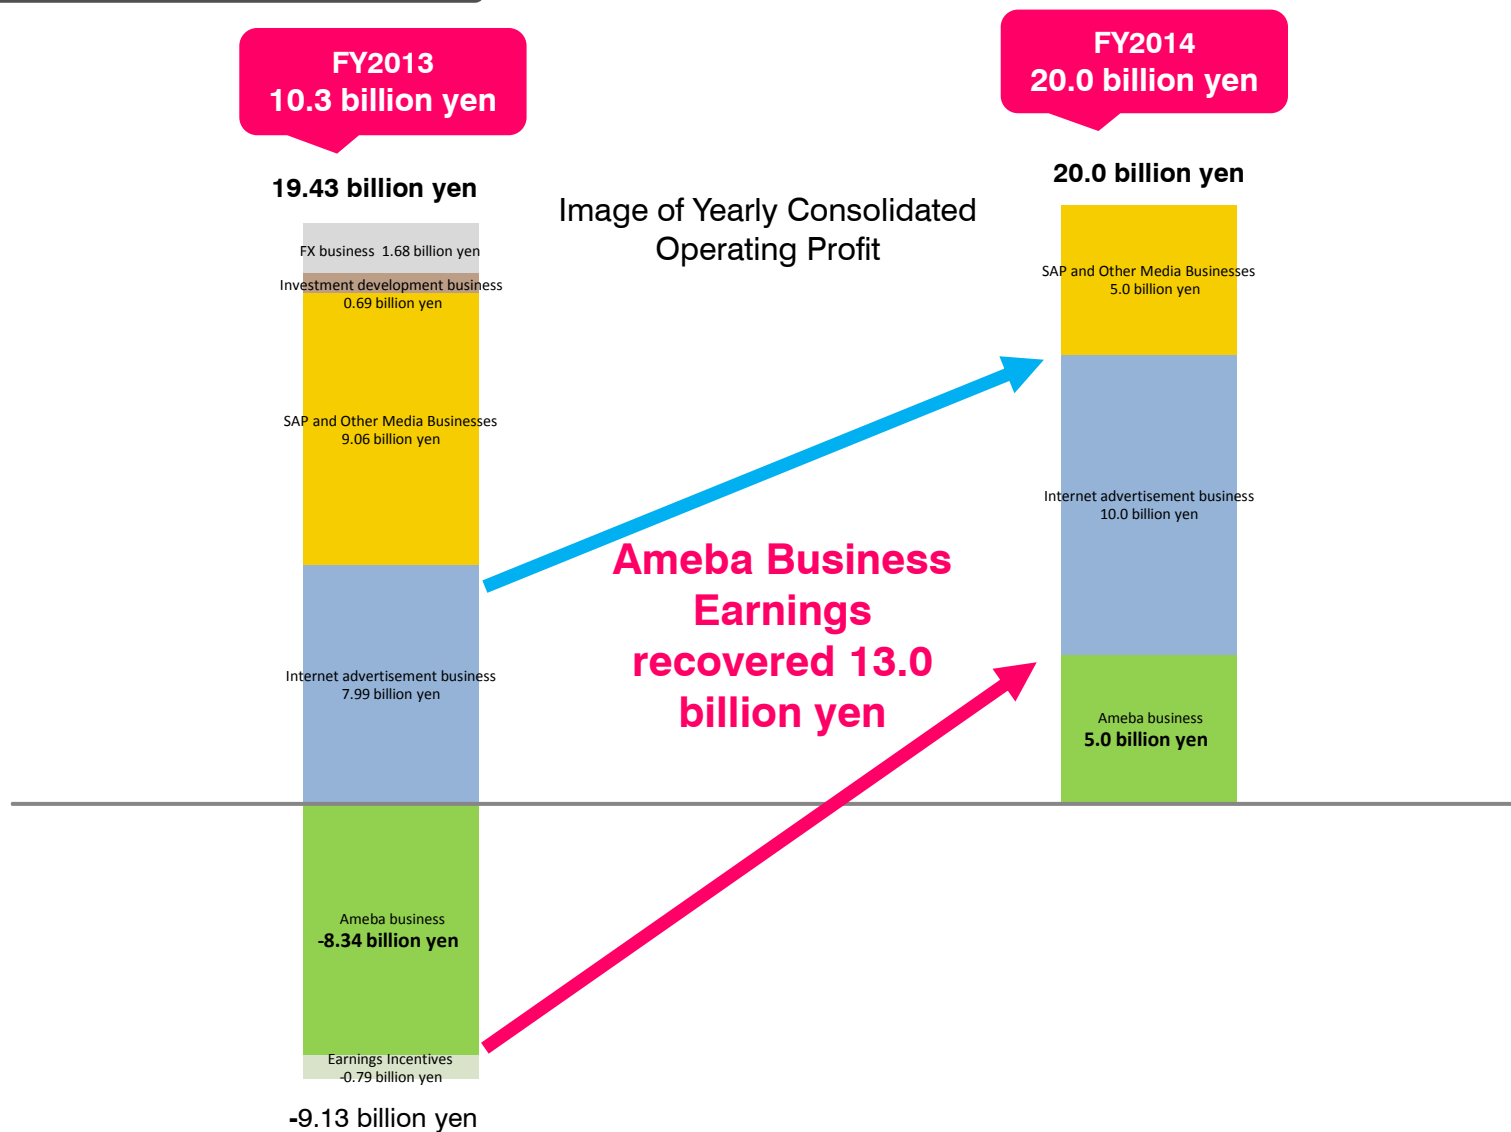 FY2013
10.3 billion yen
FY2014
20.0 billion yen
19.43 billion yen
20.0 billion yen
Image of Yearly Consolidated
Operating Profit
FX business  1.68 billion yen
Investment development business
0.69 billion yen
SAP and Other Media Businesses
9.06 billion yen
Internet advertisement business
7.99 billion yen
Ameba business
-8.34 billion yen
Earnings Incentives
-0.79 billion yen
-9.13 billion yen
Ameba Business
Earnings
recovered 13.0
billion yen
SAP and Other Media Businesses
5.0 billion yen
Internet advertisement business
10.0 billion yen
Ameba business
5.0 billion yen